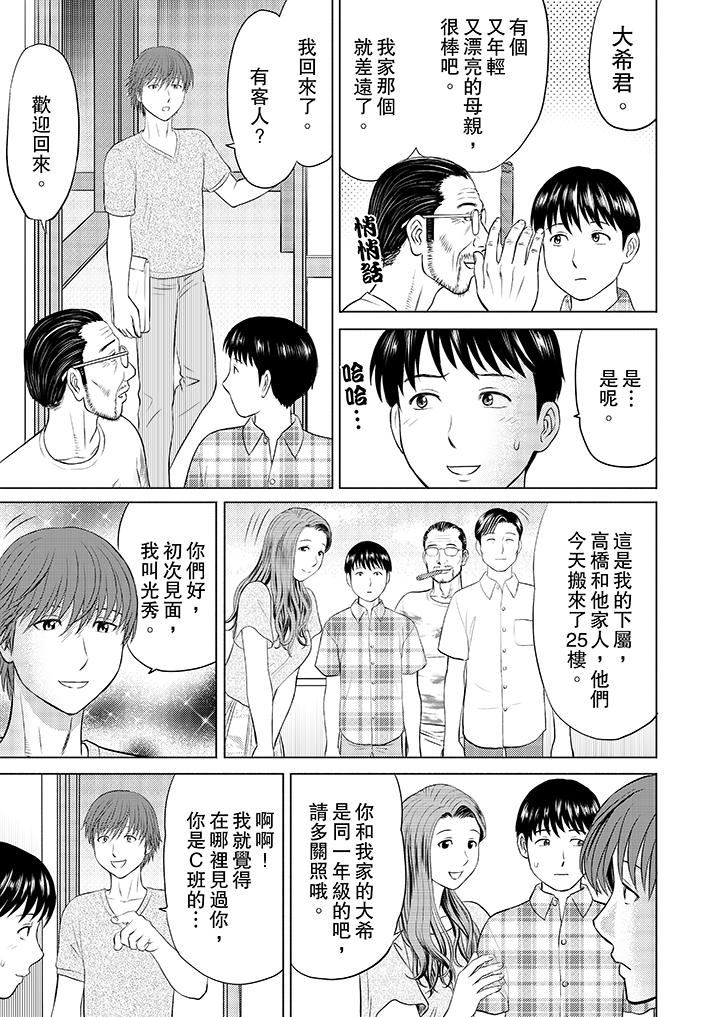 大希君。
有個
又年輕
又漂亮的母親，
很棒吧。
我家那個
就差遠了。
悄悄話
我回來了。
有客人？
歡迎回來。
是…
是呢。
哈哈…
這是我的下屬，
高橋和他家人，他們
今天搬來了25樓。
你們好，
初次見面，
我叫光秀。
你和我家的大希
是同一年級的吧，
請多關照哦。
啊啊！
我就覺得
在哪裡見過你，
你是C班的…